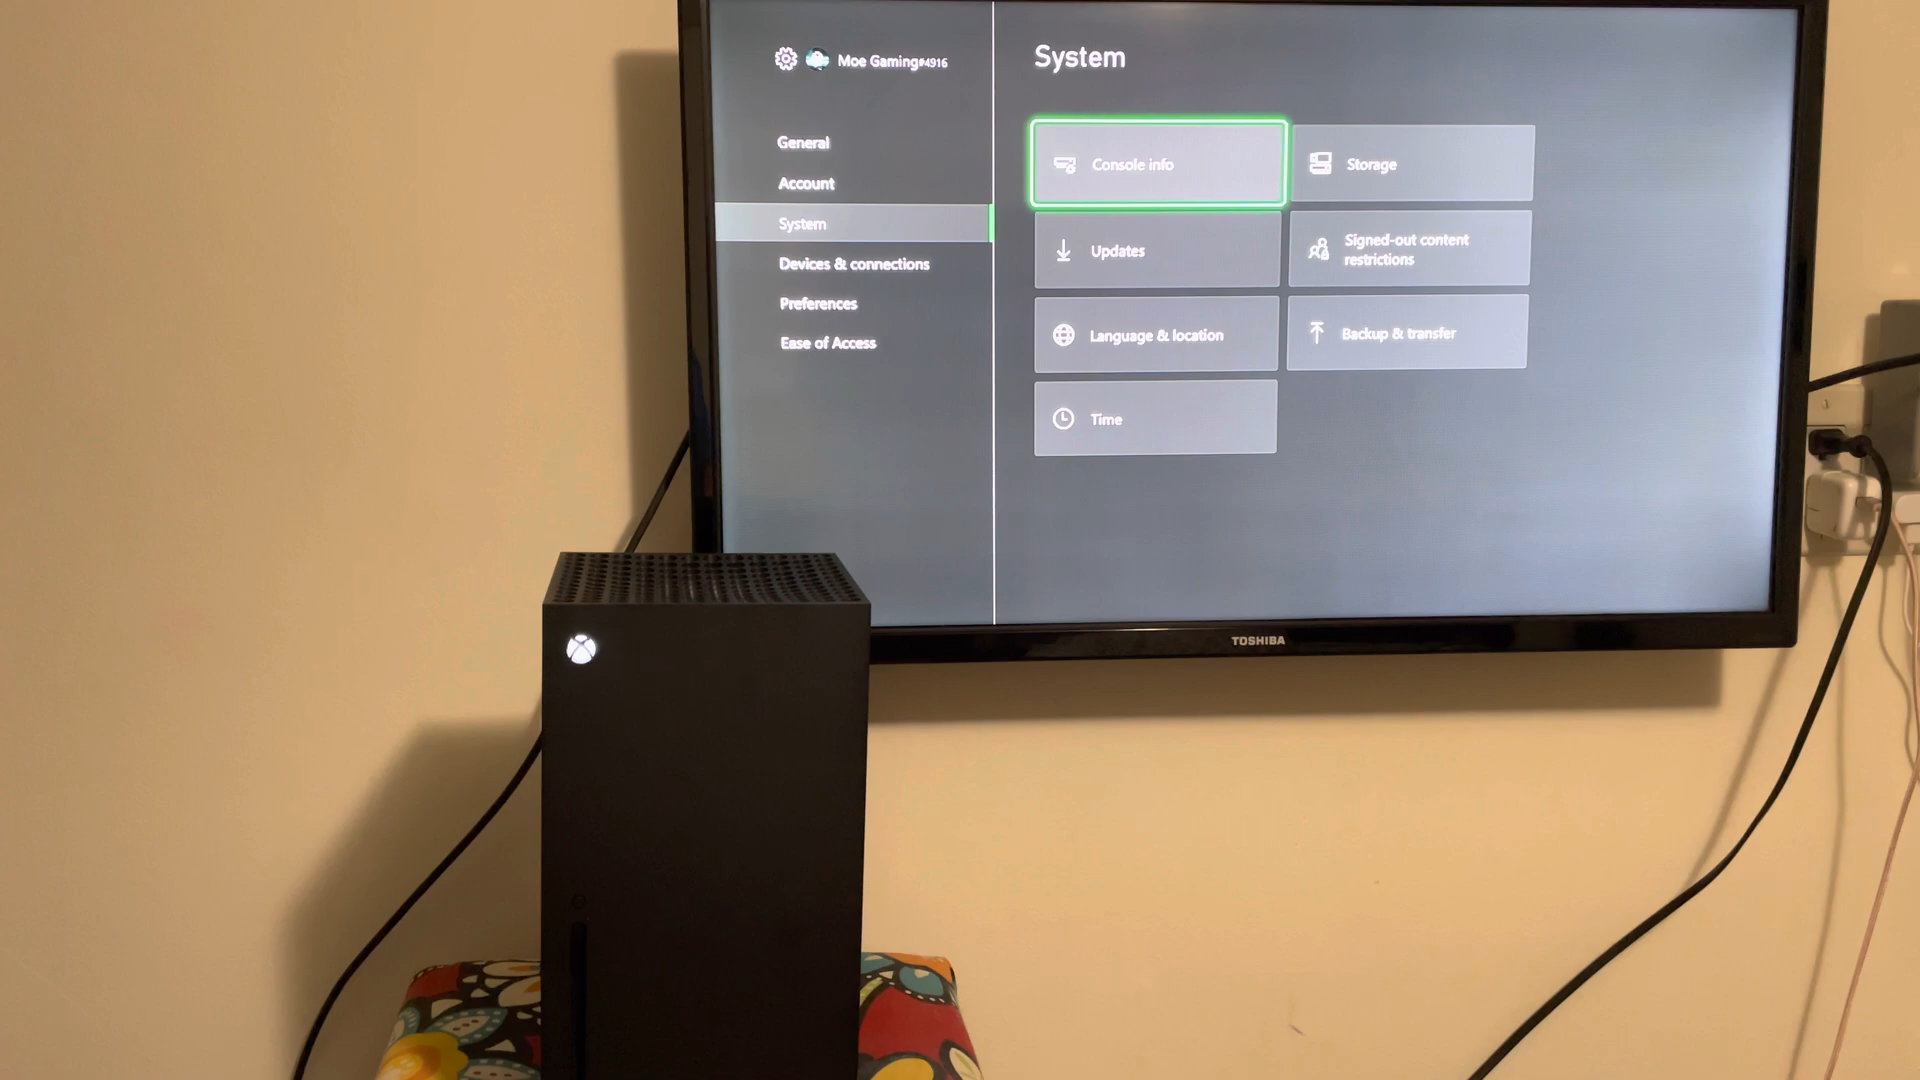 Moe Gaming#4916
General
Account
System
Devices & connections
Preferences
Ease of Access
System
Console info
Storage
Updates
Signed-out content
restrictions
Language & location
Backup & transfer
Time
TOSHIBA